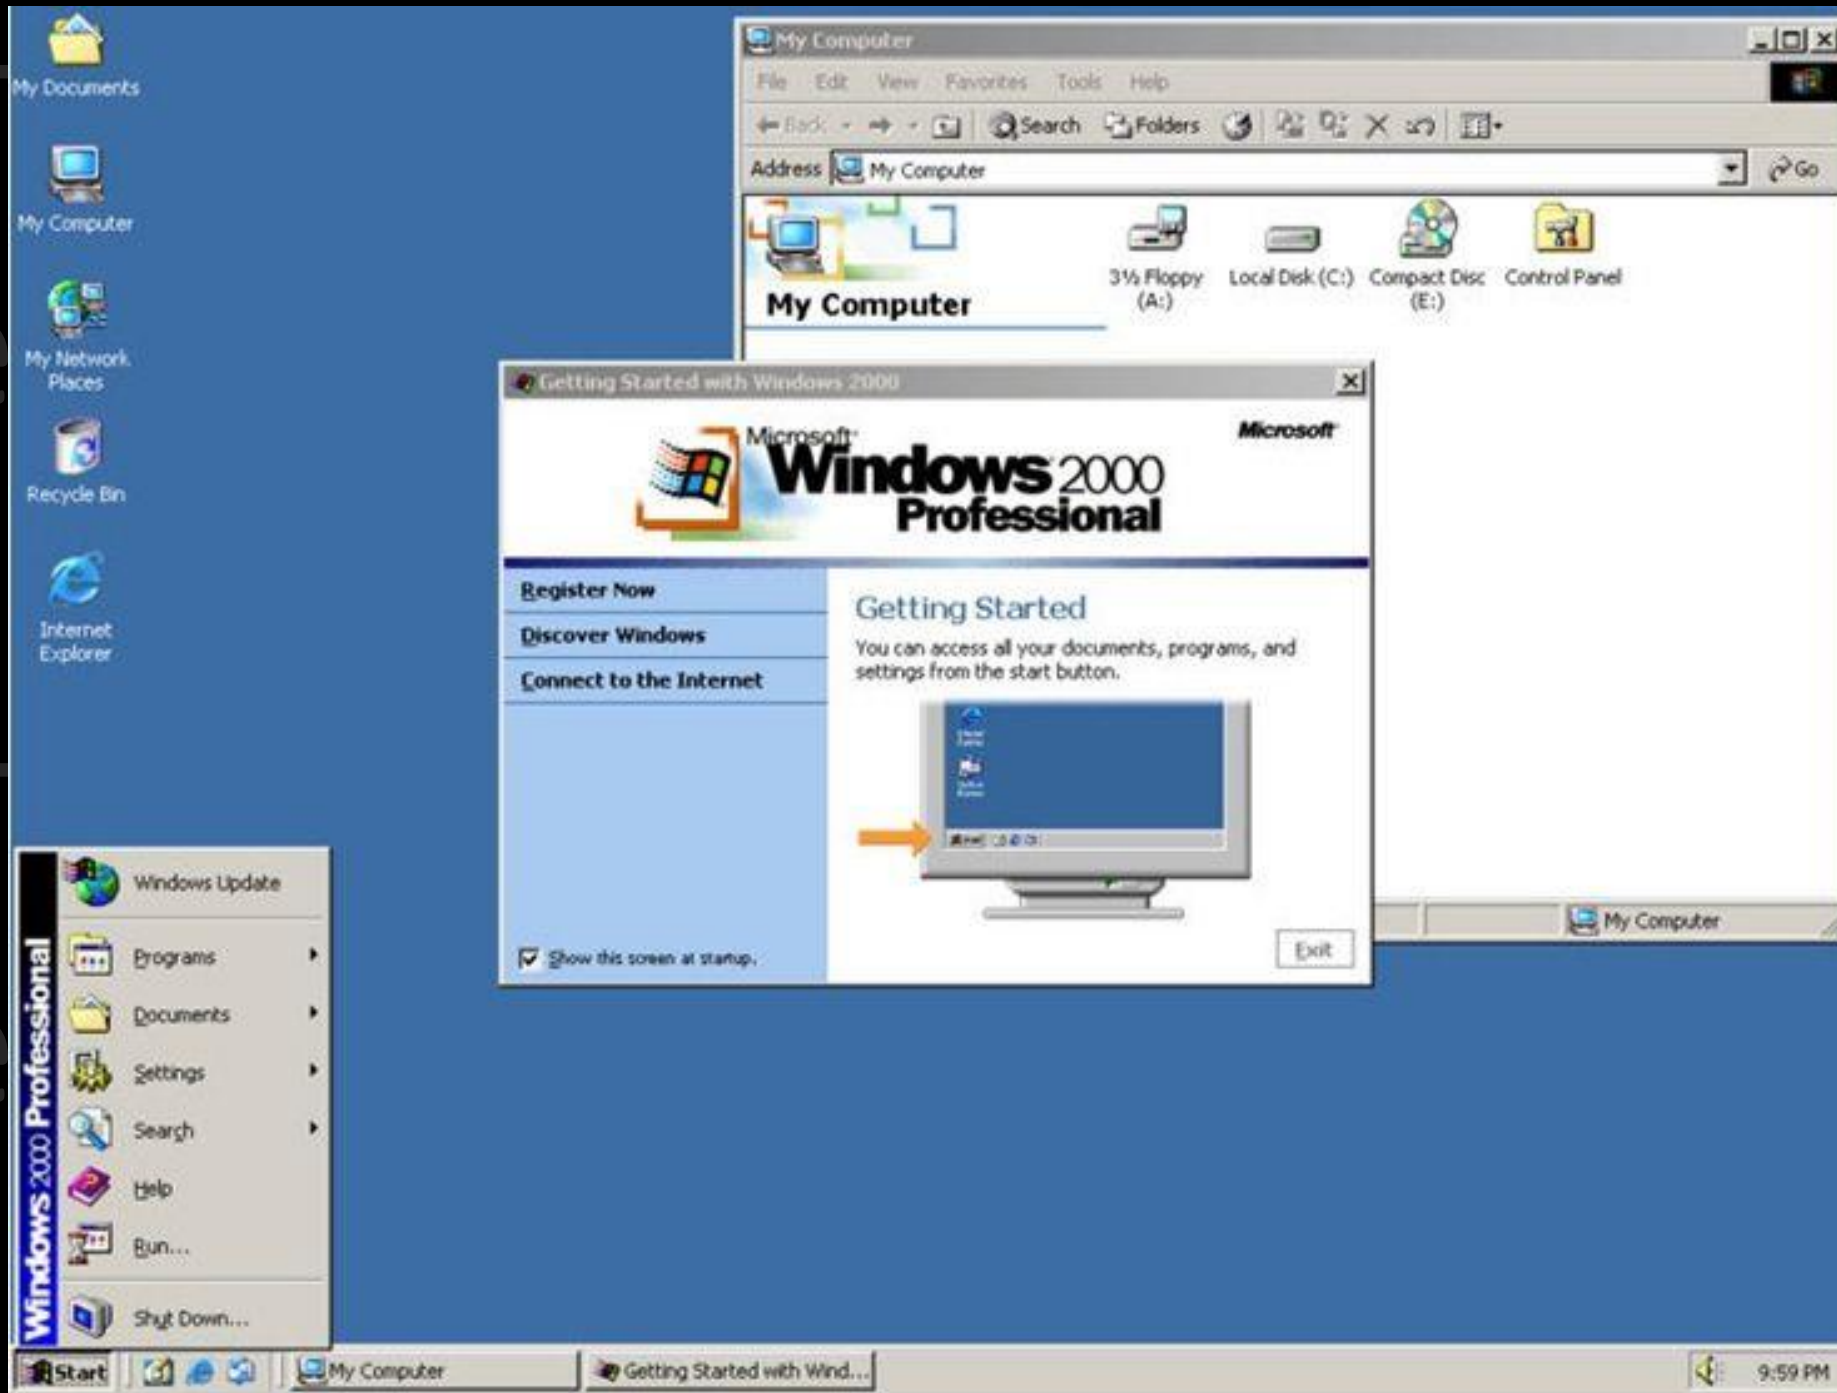 My Documents
My Computer
My Network
Places
Recycle Bin
Internet
Explorer
My Computer
File Edit View Favorites Tools Help
Back Search Folders
Address My Computer Go
My Computer
3½ Floppy
(A:)
Local Disk (C:)
Compact Disc
(E:)
Control Panel
My Computer
Getting Started with Windows 2000
Microsoft
Microsoft
Windows 2000
Professional
Register Now
Discover Windows
Connect to the Internet
Getting Started
You can access all your documents, programs, and
settings from the start button.
Show this screen at startup.
Exit
Windows 2000 Professional
Windows Update
Programs
Documents
Settings
Search
Help
Run...
Shut Down...
Start My Computer Getting Started with Wind... 9:59 PM